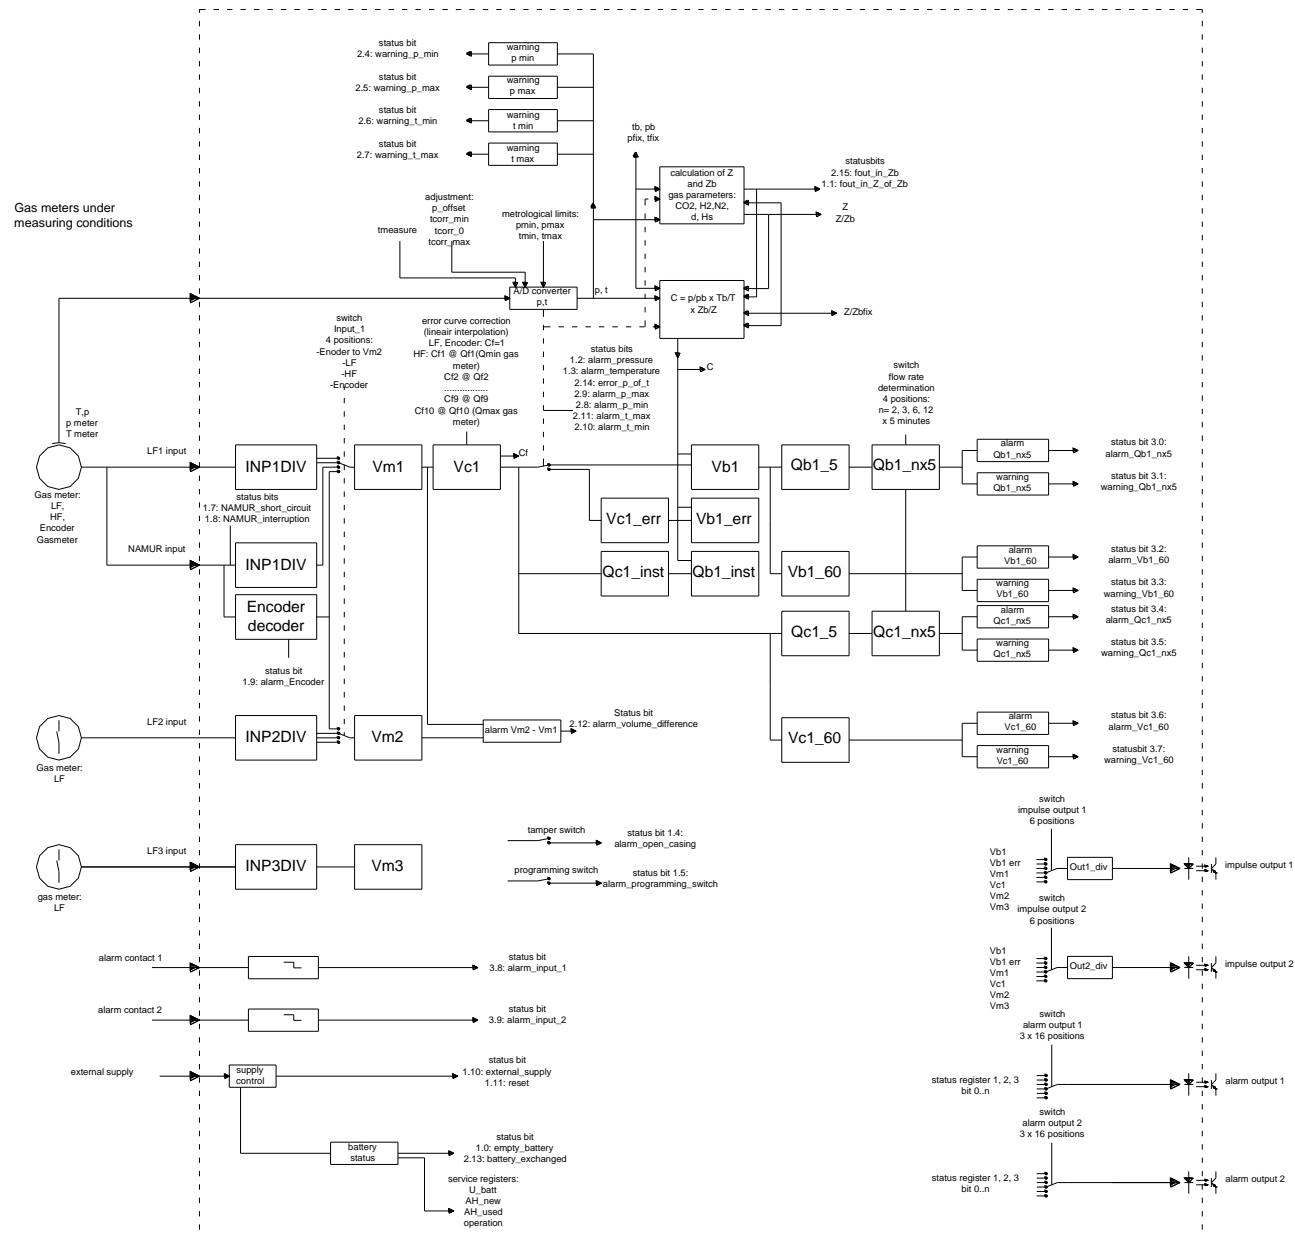 status bit
2.4: warning_p_min
warning
p min
status bit
2.5: warning_p_max
warning
p max
status bit
2.6: warning_t_min
warning
t min
status bit
2.7: warning_t_max
warning
t max
tb, pb
pfix, tfix
calculation of Z
and Zb
gas parameters:
CO2, H2,N2,
d, Hs
statusbits
2.15: fout_in_Zb
1.1: fout_in_Z_of_Zb
Z
Z/Zb
Gas meters under
measuring conditions
adjustment:
p_offset
tcorr_min
tcorr_0
tcorr_max
tmeasure
metrological limits:
pmin, pmax
tmin, tmax
A/D converter
p,t
p, t
C = p/pb x Tb/T
x Zb/Z
Z/Zbfix
switch
Input_1
4 positions:
-Enoder to Vm2
-LF
-HF
-Encoder
error curve correction
(lineair interpolation)
LF, Encoder: Cf=1
HF: Cf1 @ Qf1(Qmin gas
meter)
Cf2 @ Qf2
..................
Cf9 @ Qf9
Cf10 @ Qf10 (Qmax gas
meter)
status bits
1.2: alarm_pressure
1.3: alarm_temperature
2.14: error_p_of_t
2.9: alarm_p_max
2.8: alarm_p_min
2.11: alarm_t_max
2.10: alarm_t_min
C
switch
flow rate
determination
4 positions:
n= 2, 3, 6, 12
x 5 minutes
T,p
p meter
T meter
LF1 input
INP1DIV
Vm1
Vc1
Cf
Vb1
Qb1_5
Qb1_nx5
alarm
Qb1_nx5
status bit 3.0:
alarm_Qb1_nx5
warning
Qb1_nx5
status bit 3.1:
warning_Qb1_nx5
Gas meter:
LF,
HF,
Encoder
Gasmeter
status bits
1.7: NAMUR_short_circuit
1.8: NAMUR_interruption
Vc1_err
Vb1_err
NAMUR input
INP1DIV
Qc1_inst
Qb1_inst
Vb1_60
alarm
Vb1_60
status bit 3.2:
alarm_Vb1_60
warning
Vb1_60
status bit 3.3:
warning_Vb1_60
Encoder
decoder
Qc1_5
Qc1_nx5
alarm
Qc1_nx5
status bit 3.4:
alarm_Qc1_nx5
warning
Qc1_nx5
status bit 3.5:
warning_Qc1_nx5
status bit
1.9: alarm_Encoder
LF2 input
INP2DIV
Vm2
alarm Vm2 - Vm1
Status bit
2.12: alarm_volume_difference
Vc1_60
alarm
Vc1_60
status bit 3.6:
alarm_Vc1_60
warning
Vc1_60
statusbit 3.7:
warning_Vc1_60
Gas meter:
LF
LF3 input
INP3DIV
Vm3
gas meter:
LF
tamper switch
status bit 1.4:
alarm_open_casing
programming switch
status bit 1.5:
alarm_programming_switch
switch
impulse output 1
6 positions
Vb1
Vb1 err
Vm1
Vc1
Vm2
Vm3
Out1_div
impulse output 1
switch
impulse output 2
6 positions
Vb1
Vb1 err
Vm1
Vc1
Vm2
Vm3
Out2_div
impulse output 2
alarm contact 1
status bit
3.8: alarm_input_1
alarm contact 2
status bit
3.9: alarm_input_2
switch
alarm output 1
3 x 16 positions
status register 1, 2, 3
bit 0..n
alarm output 1
external supply
supply
control
status bit
1.10: external_supply
1.11: reset
switch
alarm output 2
3 x 16 positions
status register 1, 2, 3
bit 0..n
alarm output 2
battery
status
status bit
1.0: empty_battery
2.13: battery_exchanged
service registers:
U_batt
AH_new
AH_used
operation